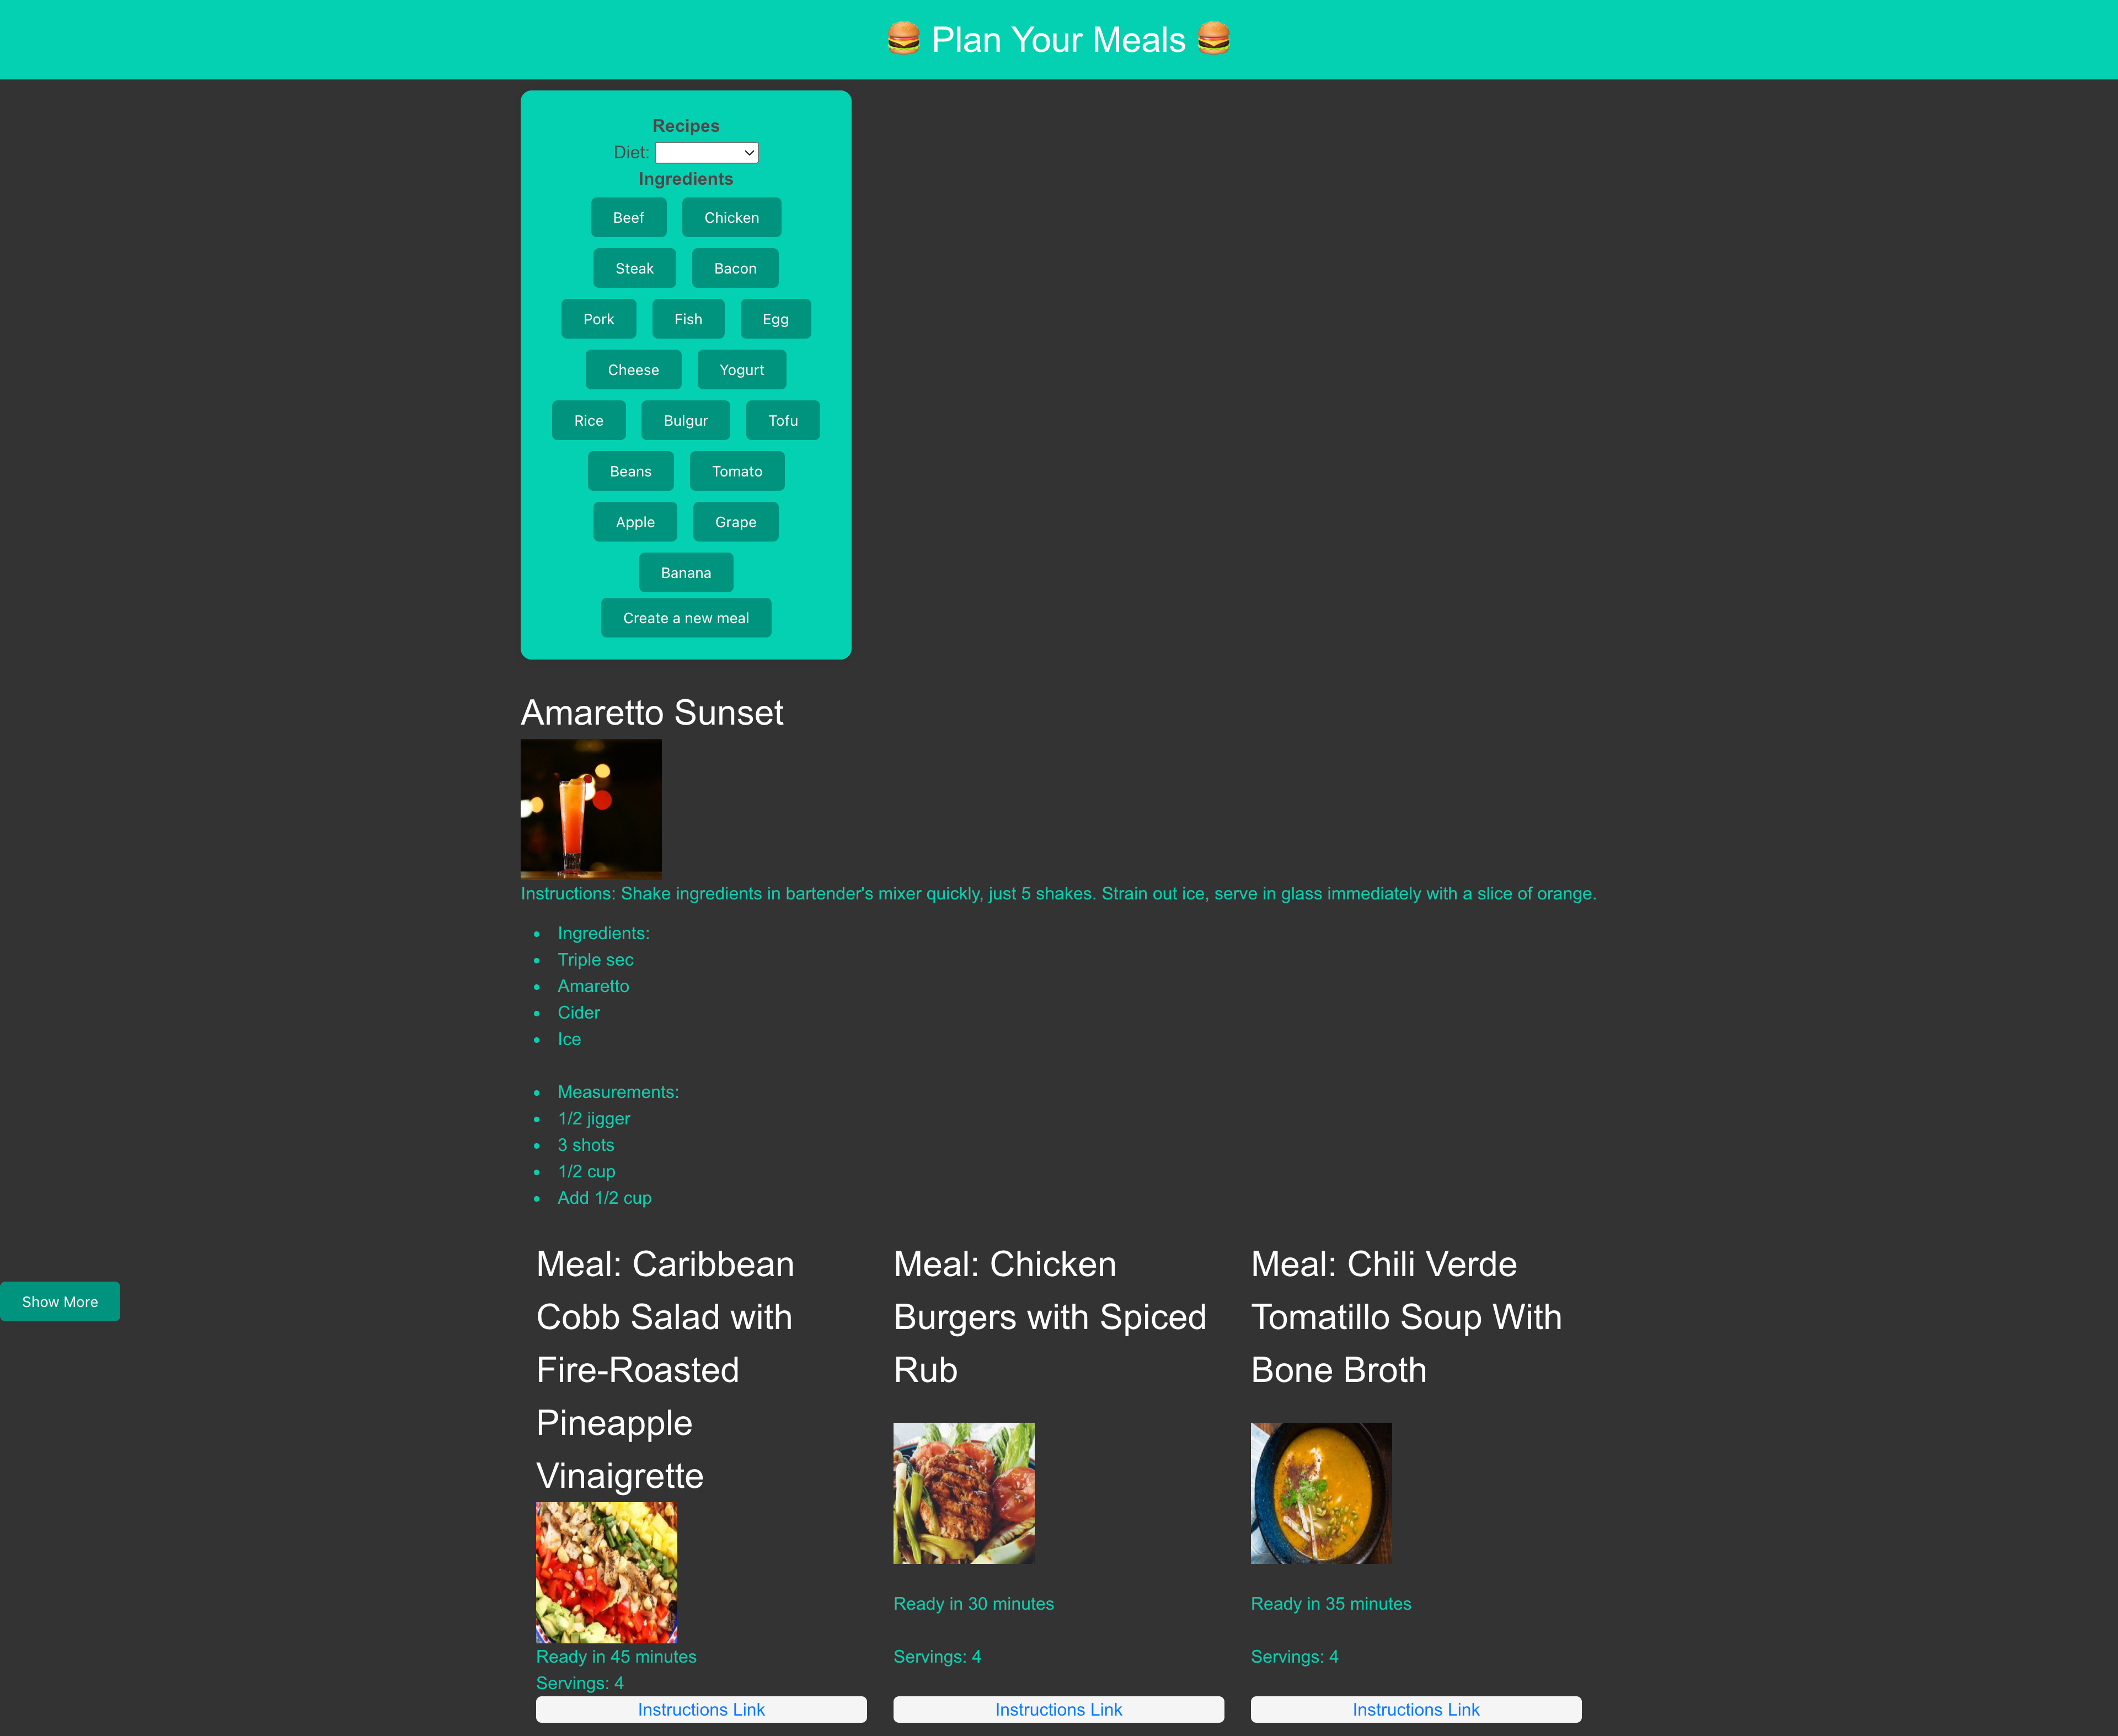 🍔 Plan Your Meals 🍔
Recipes
Diet:
Ingredients
Beef Chicken
Steak Bacon
Pork Fish Egg
Cheese Yogurt
Rice Bulgur Tofu
Beans Tomato
Apple Grape
Banana
Create a new meal
Amaretto Sunset
Instructions: Shake ingredients in bartender's mixer quickly, just 5 shakes. Strain out ice, serve in glass immediately with a slice of orange.
• Ingredients:
• Triple sec
• Amaretto
• Cider
• Ice
• Measurements:
• 1/2 jigger
• 3 shots
• 1/2 cup
• Add 1/2 cup
Show More
Meal: Caribbean
Cobb Salad with
Fire-Roasted
Pineapple
Vinaigrette
Ready in 45 minutes
Servings: 4
Instructions Link
Meal: Chicken
Burgers with Spiced
Rub
Ready in 30 minutes
Servings: 4
Instructions Link
Meal: Chili Verde
Tomatillo Soup With
Bone Broth
Ready in 35 minutes
Servings: 4
Instructions Link